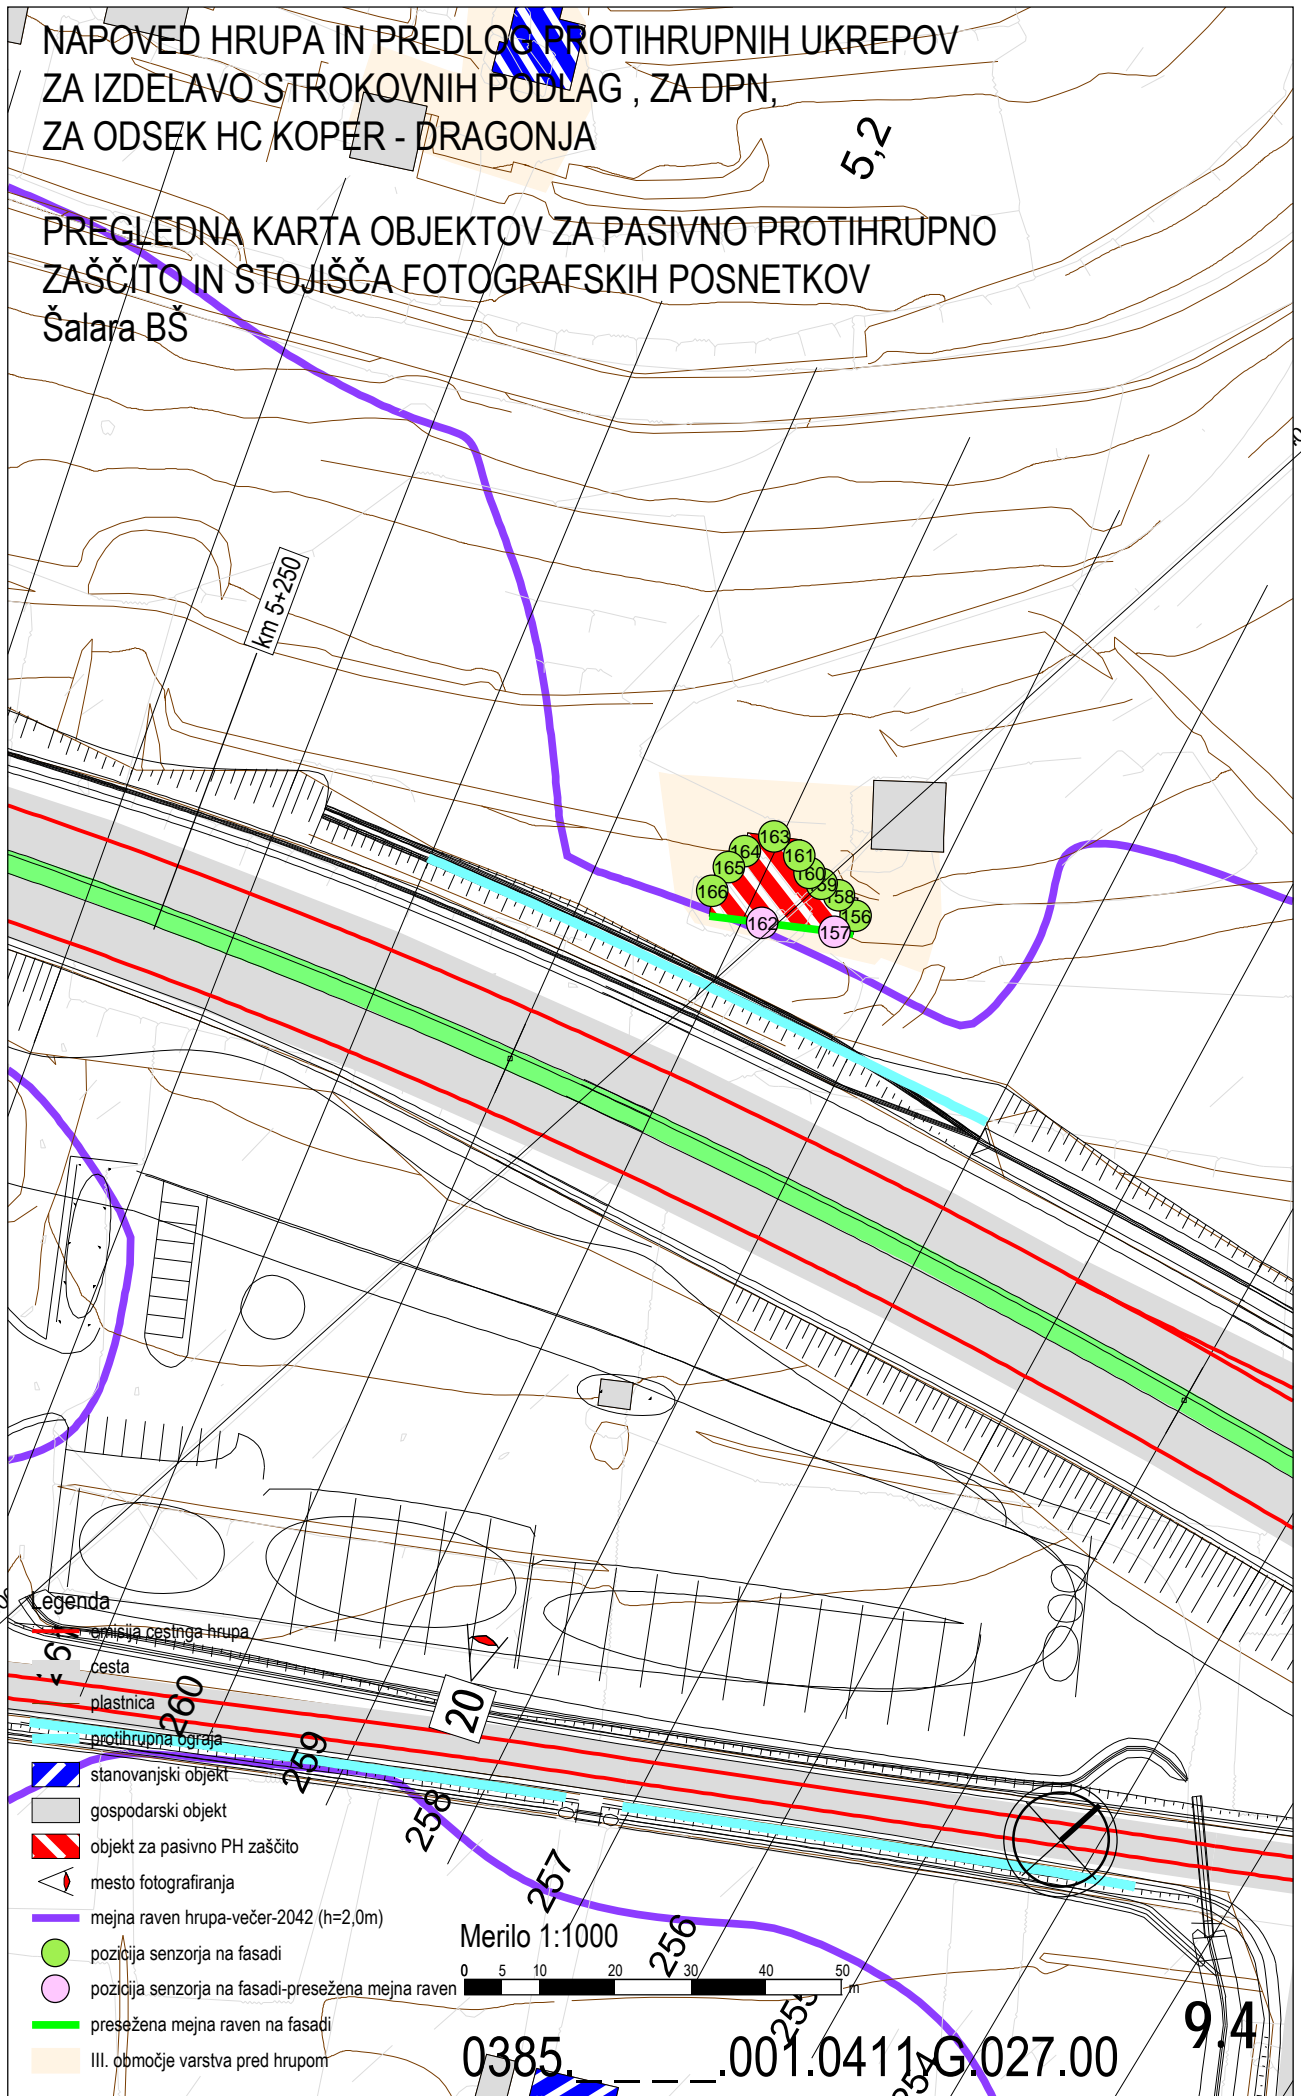 NAPOVED HRUPA IN PREDLOG PROTIHRUPNIH UKREPOV
ZA IZDELAVO STROKOVNIH PODLAG , ZA DPN,
ZA ODSEK HC KOPER - DRAGONJA
5,2
PREGLEDNA KARTA OBJEKTOV ZA PASIVNO PROTIHRUPNO
ZAŠČITO IN STOJIŠČA FOTOGRAFSKIH POSNETKOV
Šalara BŠ
km 5+250
163
164
161
165
160
159
166
158
156
162
157
Legenda
emisija cestnga hrupa
cesta
plastnica
protihrupna ograja
stanovanjski objekt
gospodarski objekt
objekt za pasivno PH zaščito
mesto fotografiranja
mejna raven hrupa-večer-2042 (h=2,0m)
pozicija senzorja na fasadi
pozicija senzorja na fasadi-presežena mejna raven
presežena mejna raven na fasadi
III. območje varstva pred hrupom
20
260
259
258
257
256
255
254
Merilo 1:1000
0 5 10 20 30 40 50 m
9.4
0385._ _ _ _.001.0411 G.027.00